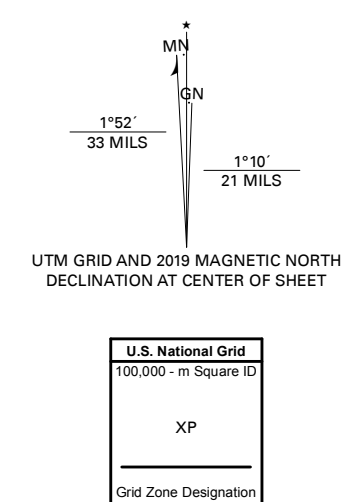 MN
GN
1°52´
33 MILS
1°10´
21 MILS
UTM GRID AND 2019 MAGNETIC NORTH
DECLINATION AT CENTER OF SHEET
U.S. National Grid
100,000 - m Square ID
XP
Grid Zone Designation